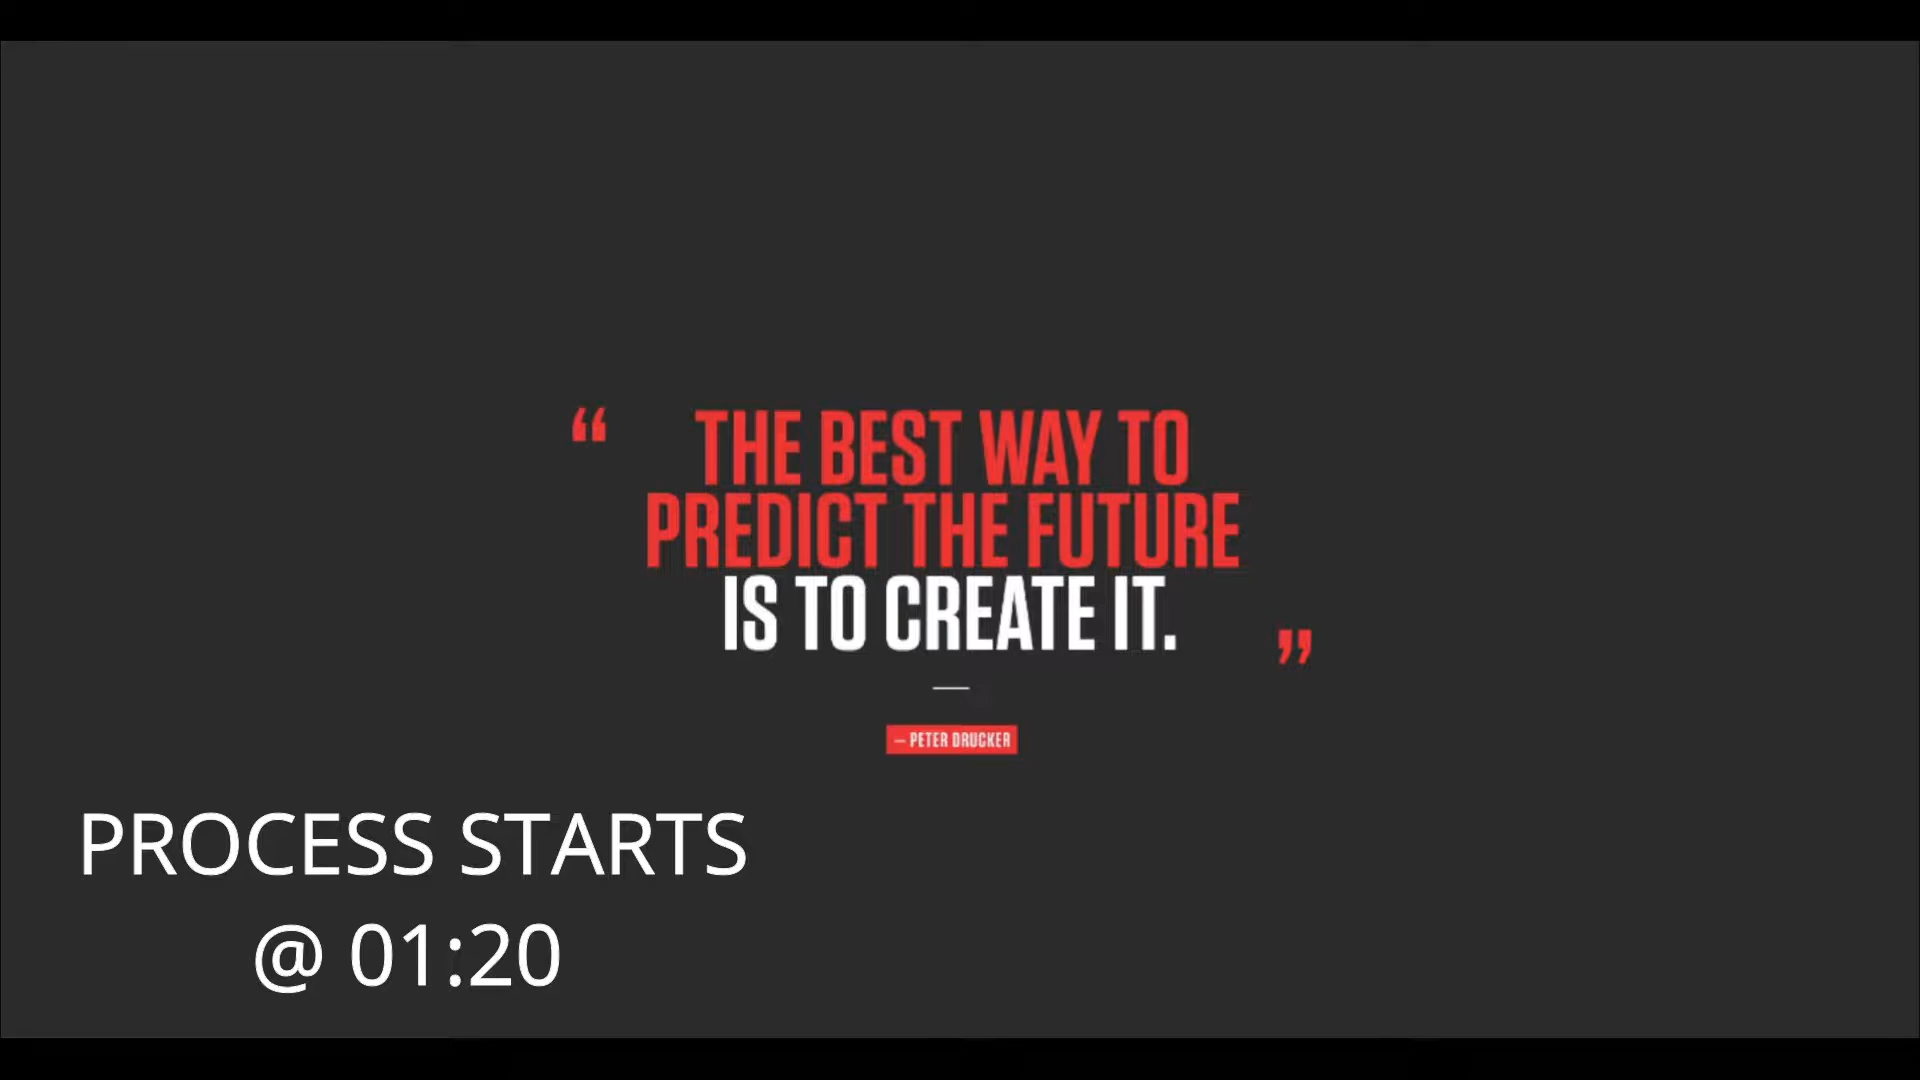 “ THE BEST WAY TO
PREDICT THE FUTURE
IS TO CREATE IT. ”
– PETER DRUCKER
PROCESS STARTS
@ 01:20